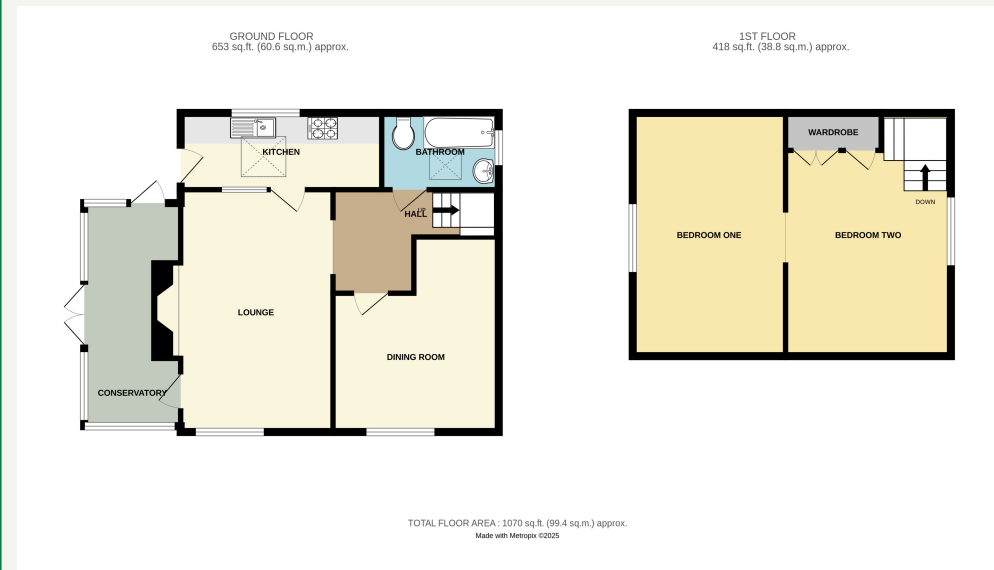 GROUND FLOOR
653 sq.ft. (60.6 sq.m.) approx.
1ST FLOOR
418 sq.ft. (38.8 sq.m.) approx.
KITCHEN
BATHROOM
HALL
UP
LOUNGE
DINING ROOM
CONSERVATORY
WARDROBE
DOWN
BEDROOM ONE
BEDROOM TWO
TOTAL FLOOR AREA : 1070 sq.ft. (99.4 sq.m.) approx.
Made with Metropix ©2025